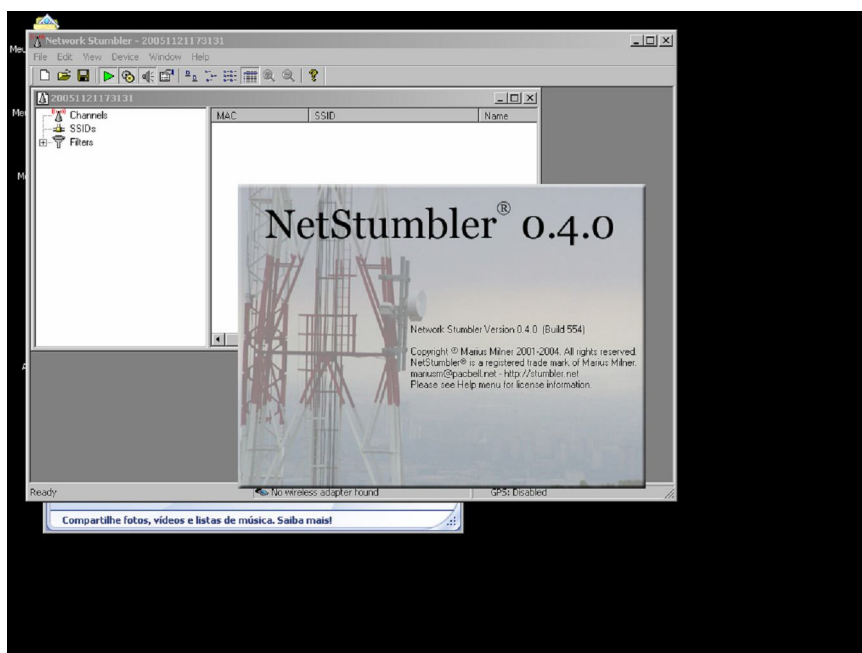 Network Stumbler - 20051121173131
File Edit View Device Window Help
20051121173131
Channels
SSIDs
Filters
MAC SSID Name
NetStumbler® 0.4.0
Network Stumbler Version 0.4.0 (Build 554)
Copyright © Marius Milner 2001-2004. All rights reserved.
NetStumbler® is a registered trade mark of Marius Milner.
mariusm@pacbell.net - http://stumbler.net
Please see Help menu for license information.
Ready No wireless adapter found GPS: Disabled
Compartilhe fotos, vídeos e listas de música. Saiba mais!